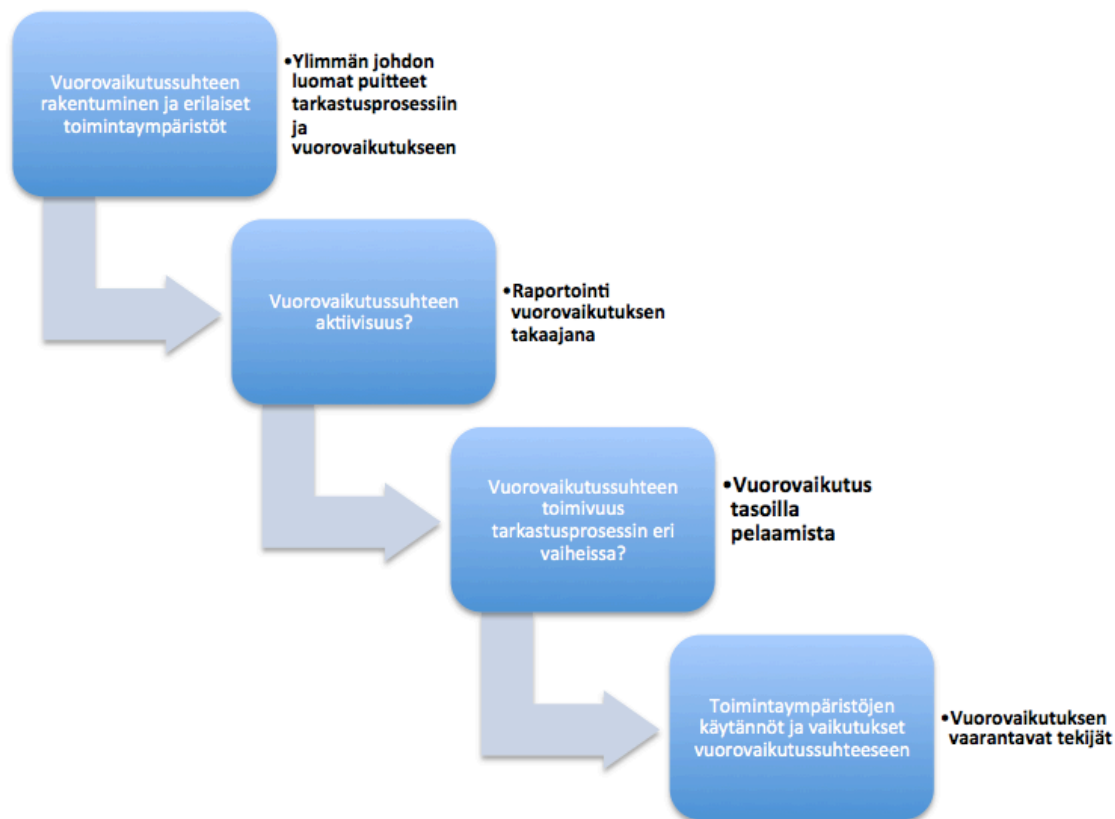 Vuorovaikutussuhteen
rakentuminen ja erilaiset
toimintaympäristöt
•Ylimmän johdon
luomat puitteet
tarkastusprosessiin
ja
vuorovaikutukseen
Vuorovaikutussuhteen
aktiivisuus?
•Raportointi
vuorovaikutuksen
takaajana
Vuorovaikutussuhteen
toimivuus
tarkastusprosessin eri
vaiheissa?
•Vuorovaikutus
tasoilla
pelaamista
Toimintaympäristöjen
käytännöt ja vaikutukset
vuorovaikutussuhteeseen
•Vuorovaikutuksen
vaarantavat tekijät